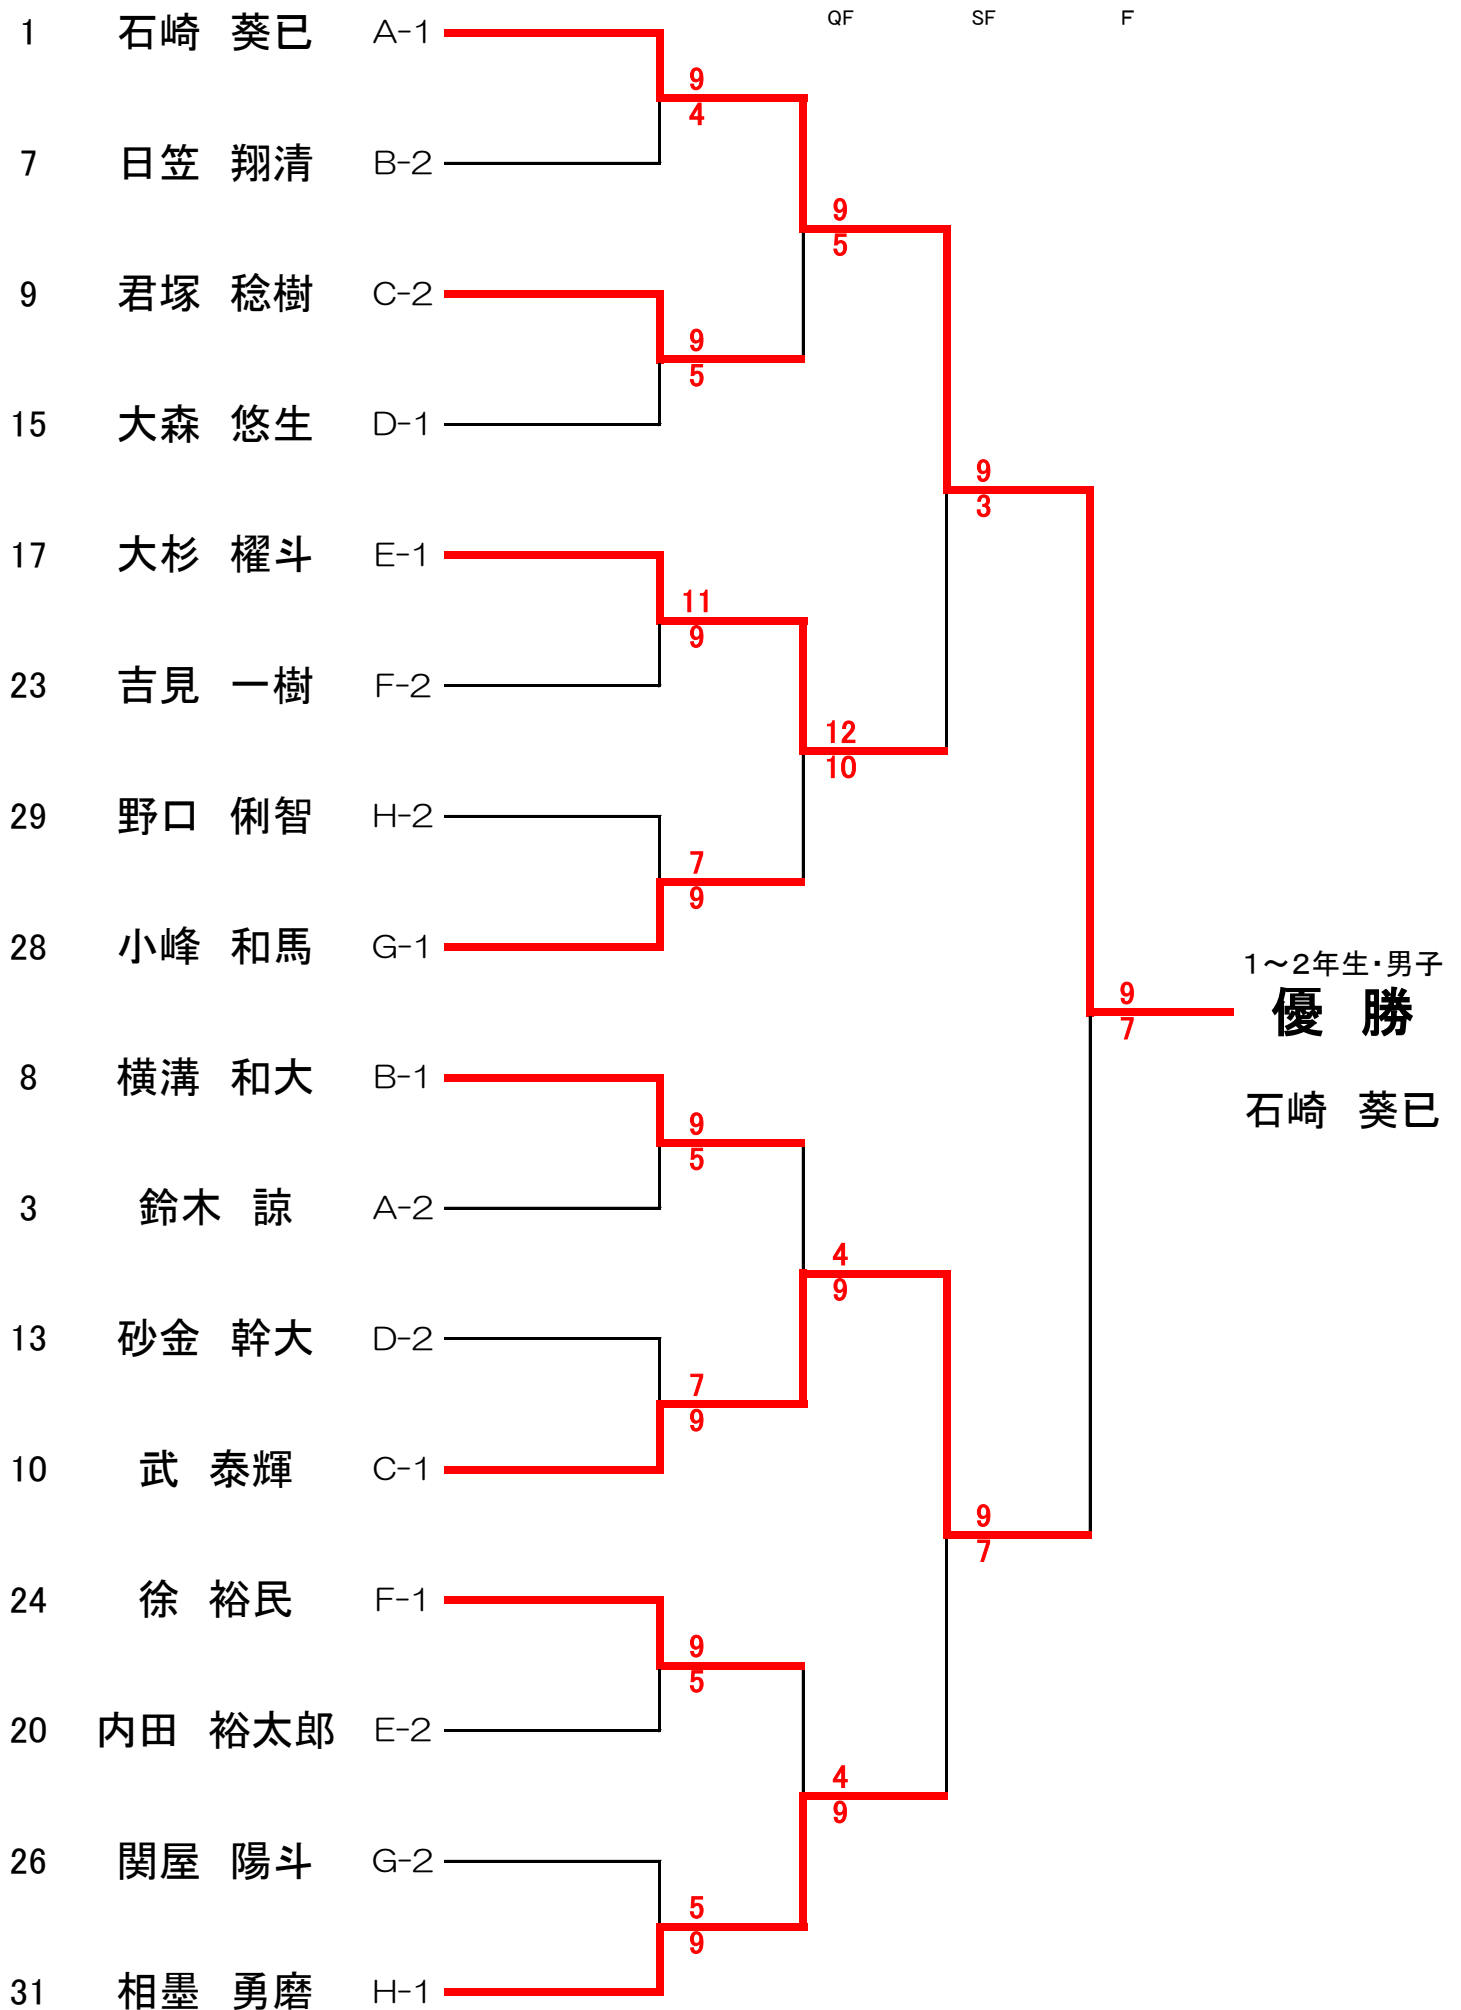 QF SF F
1 石崎 葵已 A-1
9
4
7 日笠 翔清 B-2
9
5
9 君塚 稔樹 C-2
9
5
15 大森 悠生 D-1
9
3
17 大杉 櫂斗 E-1
11
9
23 吉見 一樹 F-2
12
10
29 野口 俐智 H-2
7
9
28 小峰 和馬 G-1
1～2年生・男子
9
優 勝
7
8 横溝 和大 B-1
石崎 葵已
9
5
3 鈴木 諒 A-2
4
9
13 砂金 幹大 D-2
7
9
10 武 泰輝 C-1
9
7
24 徐 裕民 F-1
9
5
20 内田 裕太郎 E-2
4
9
26 関屋 陽斗 G-2
5
9
31 相墨 勇磨 H-1